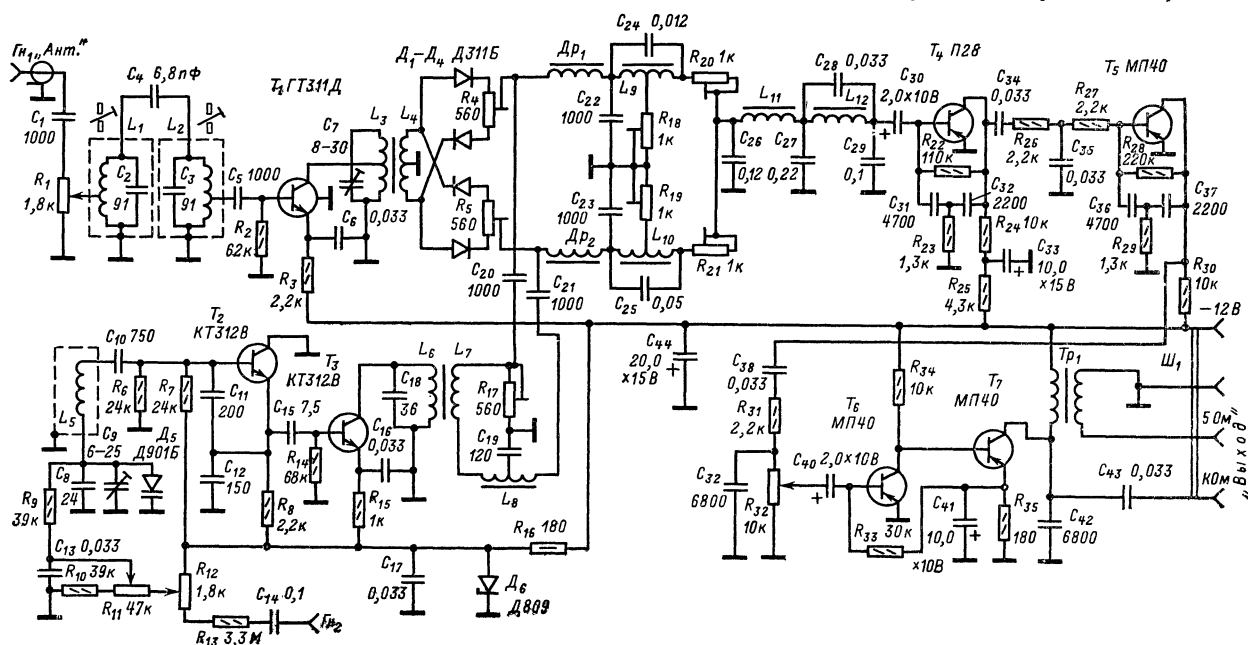 Гн₁ „Ант."
C₁
1000
R₁
1,8к
C₄ 6,8пФ
L₁
L₂
C₂
91
C₃
91
C₅ 1000
R₂
62к
ГТ311Д
R₃
2,2к
C₇
8-30
C₆
0,033
L₃
L₄
Д₁-Д₄ Д311Б
R₄
560
R₅
560
C₂₀
1000
C₂₁
1000
Др₁
Др₂
C₂₄ 0,012
L₉
C₂₂
1000
R₁₈
1к
C₂₃
1000
R₁₉
1к
L₁₀
C₂₅ 0,05
R₂₀ 1к
R₂₁ 1к
L₁₁
C₂₆
0,12
C₂₇
0,22
C₂₈ 0,033
L₁₂
C₂₉
0,1
C₃₀
2,0×10В
T₄ П28
R₂₂
110к
C₃₁
4700
C₃₂
2200
R₂₃
1,3к
R₂₄ 10к
R₂₅
4,3к
C₃₃
10,0
×15В
C₃₄
0,033
R₂₆
2,2к
R₂₇
2,2к
C₃₅
0,033
T₅ МП40
R₂₈
220к
C₃₆
4700
C₃₇
2200
R₂₉
1,3к
R₃₀
10к
-12В
Ш₁
5Ом
КОм
„Выход"
T₂
КТ312В
C₁₀ 750
L₅
R₆
24к
R₇
24к
C₁₁
200
C₁₂
150
C₉
6-25
C₈
24
Д₅
Д901Б
R₉
39к
C₁₃ 0,033
R₁₀ 39к
R₁₁ 47к
R₁₂
1,8к
R₁₃ 3,3М
C₁₄ 0,1
Гн₂
R₈
2,2к
T₃
КТ312В
C₁₅ 7,5
R₁₄
68к
R₁₅
1к
C₁₆
0,033
C₁₈
36
L₆
L₇
R₁₇
560
C₁₉
120
L₈
R₁₆ 180
C₁₇
0,033
Д₆
Д809
C₄₄
20,0
×15В
C₃₈
0,033
R₃₁
2,2к
C₃₂
6800
R₃₂
10к
C₄₀ 2,0×10В
T₆
МП40
R₃₃ 30к
R₃₄
10к
T₇
МП40
C₄₁
10,0
×10В
R₃₅
180
Тр₁
C₄₂
6800
C₄₃ 0,033